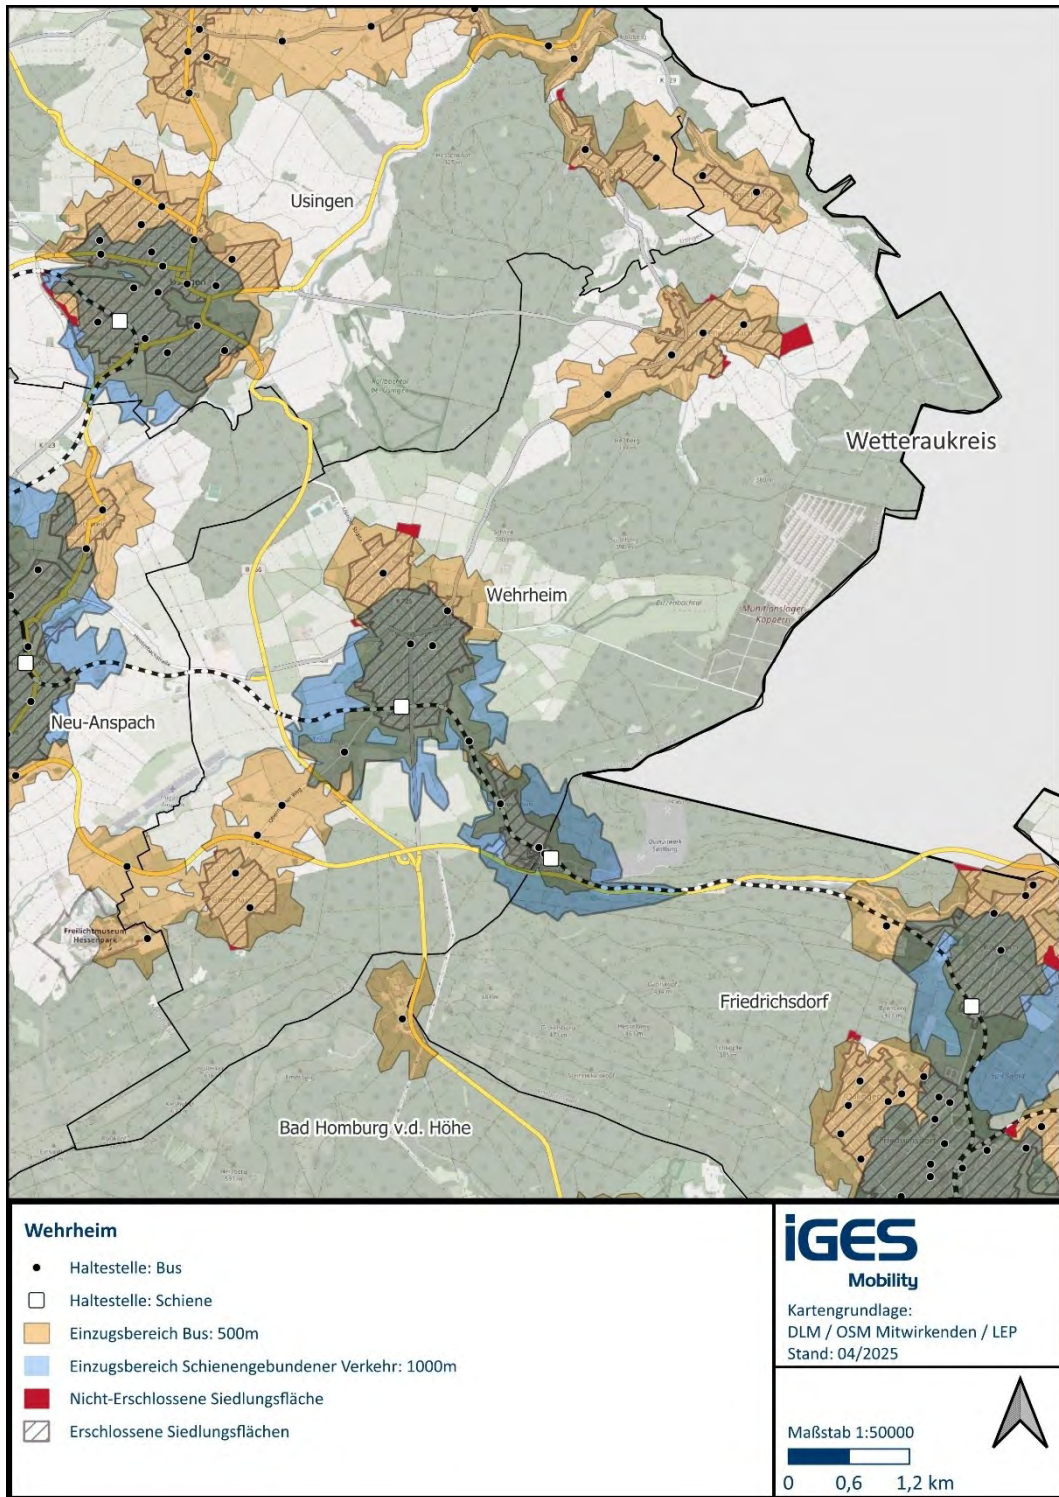 Usingen
Wetteraukreis
Wehrheim
Munitionslager
Köppern
Neu-Anspach
Freilichtmuseum
Hessenpark
Friedrichsdorf
Bad Homburg v.d. Höhe
Wehrheim
Haltestelle: Bus
Haltestelle: Schiene
Einzugsbereich Bus: 500m
Einzugsbereich Schienengebundener Verkehr: 1000m
Nicht-Erschlossene Siedlungsfläche
Erschlossene Siedlungsflächen
iGES
Mobility
Kartengrundlage:
DLM / OSM Mitwirkenden / LEP
Stand: 04/2025
Maßstab 1:50000
0 0,6 1,2 km